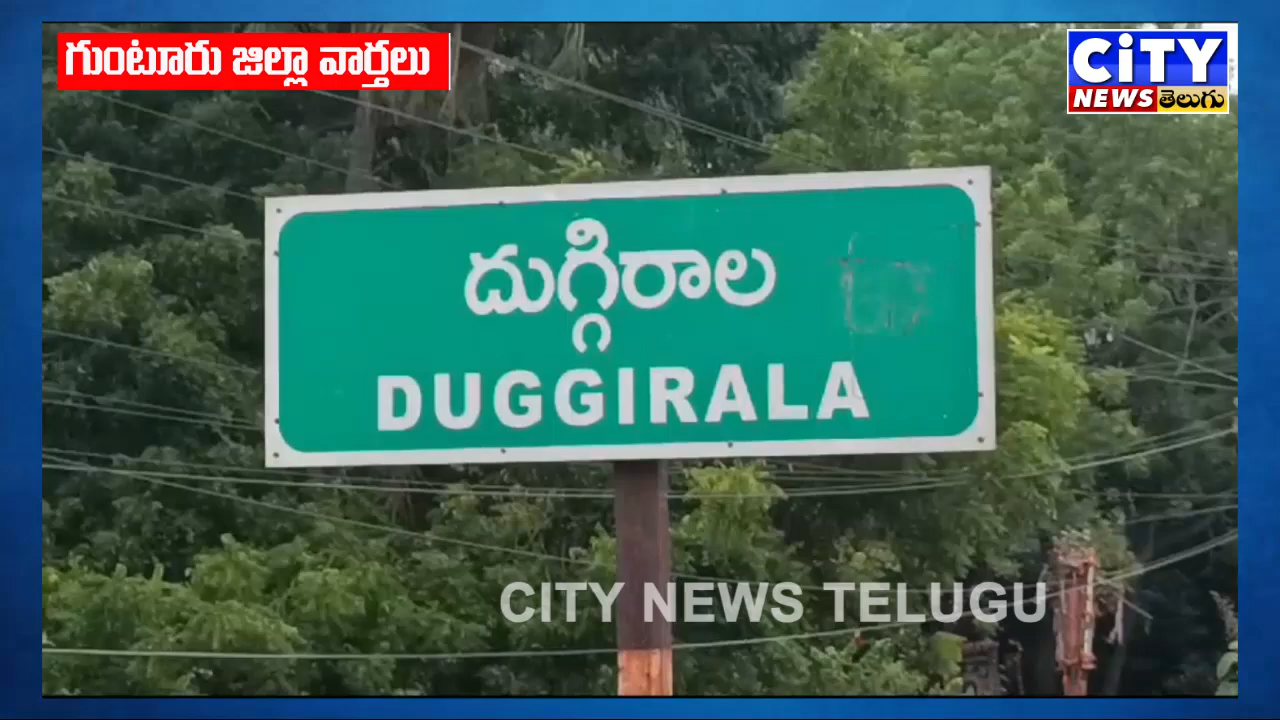 గుంటూరు జిల్లా వార్తలు
CiTY
NEWS తెలుగు
దుగ్గిరాల
DUGGIRALA
CITY NEWS TELUGU